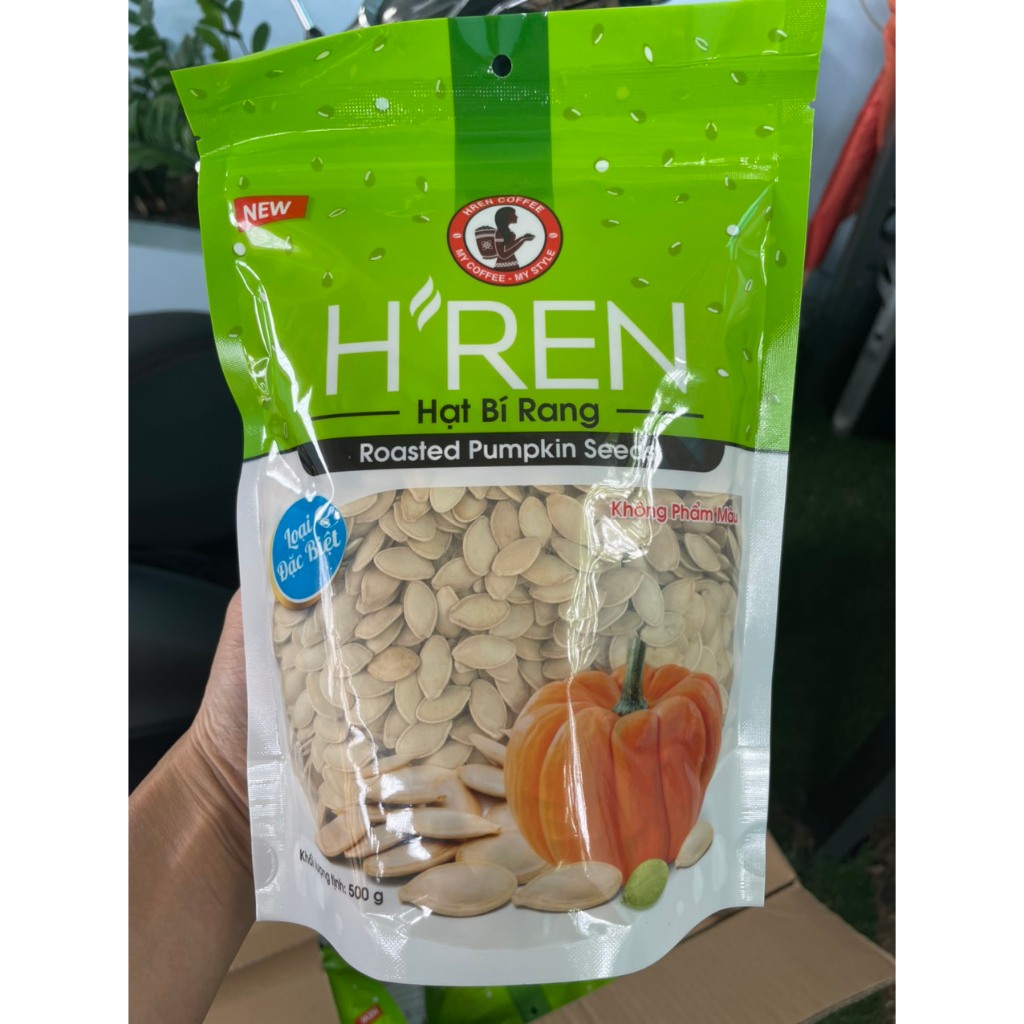 NEW
HREN COFFEE
MY COFFEE - MY STYLE
H'REN
Hạt Bí Rang
Roasted Pumpkin Seeds
Không Phẩm Màu
Loại
Đặc Biệt
Khối lượng tịnh: 500 g